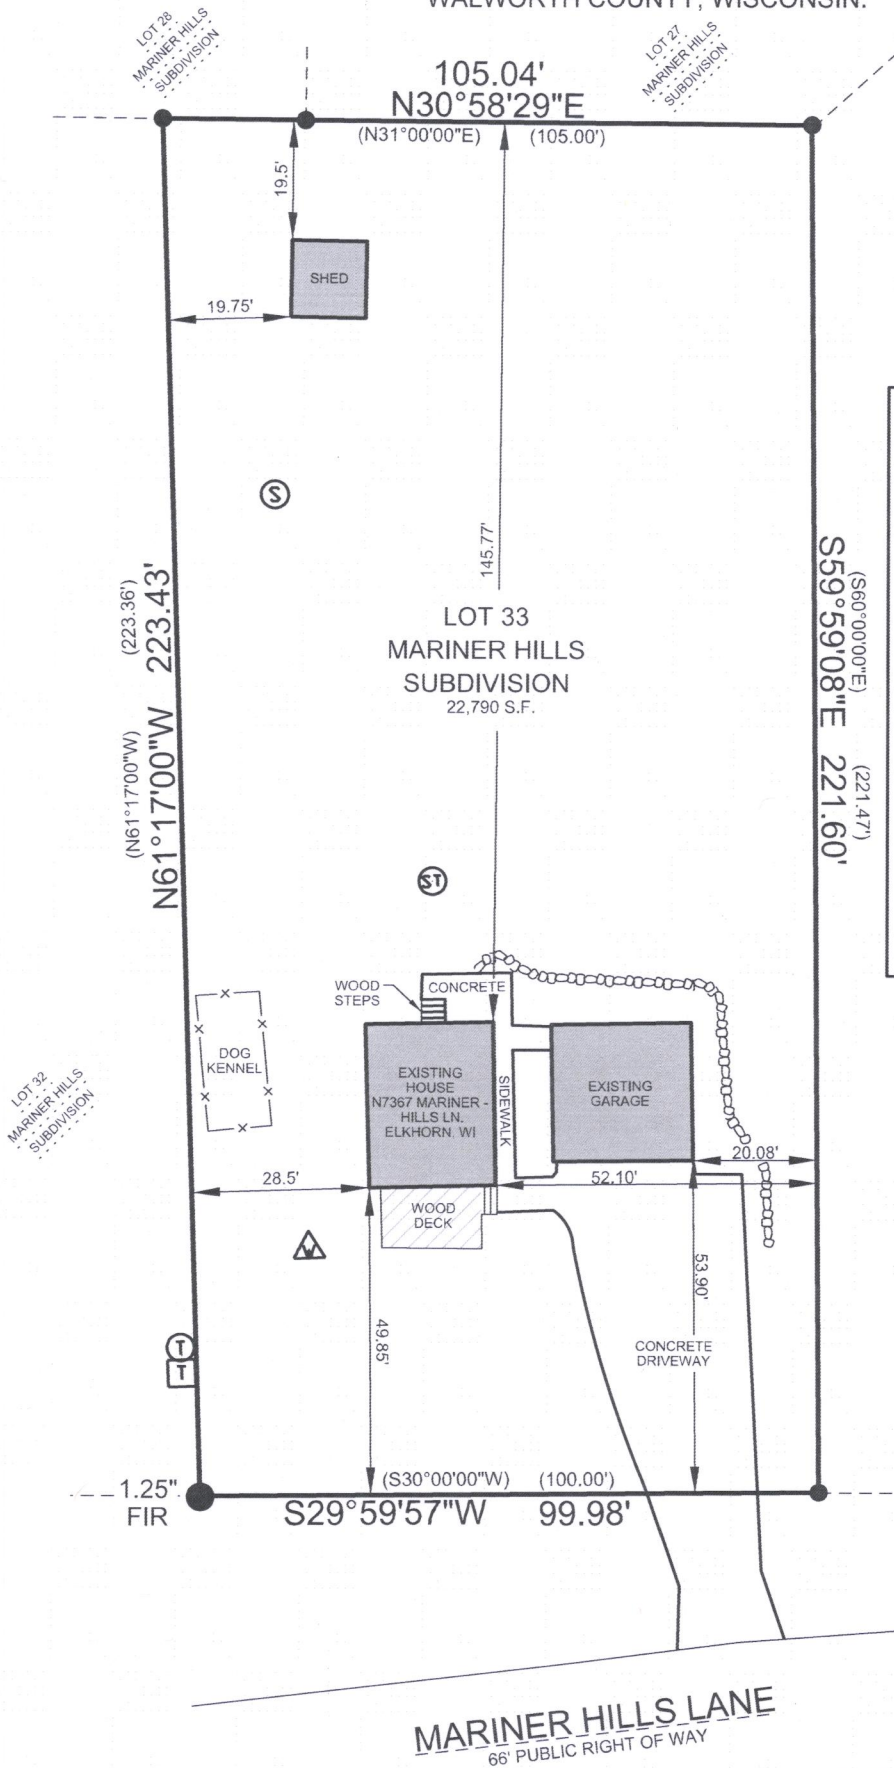 WALWORTH COUNTY, WISCONSIN.
LOT 28
MARINER HILLS
SUBDIVISION
LOT 27
MARINER HILLS
SUBDIVISION
105.04'
N30°58'29"E
(N31°00'00"E) (105.00')
19.5'
SHED
19.75'
S
145.77'
(223.36')
(N61°17'00"W)
N61°17'00"W 223.43'
LOT 33
MARINER HILLS
SUBDIVISION
22,790 S.F.
(S60°00'00"E) (221.47')
S59°59'08"E 221.60'
ST
WOOD
STEPS
CONCRETE
DOG
KENNEL
LOT 32
MARINER HILLS
SUBDIVISION
EXISTING
HOUSE
N7367 MARINER -
HILLS LN.
ELKHORN, WI
SIDEWALK
EXISTING
GARAGE
20.08'
28.5'
52.10'
WOOD
DECK
W
53.90'
49.85'
T
T
CONCRETE
DRIVEWAY
(S30°00'00"W) (100.00')
1.25"
FIR
S29°59'57"W 99.98'
MARINER HILLS LANE
66' PUBLIC RIGHT OF WAY